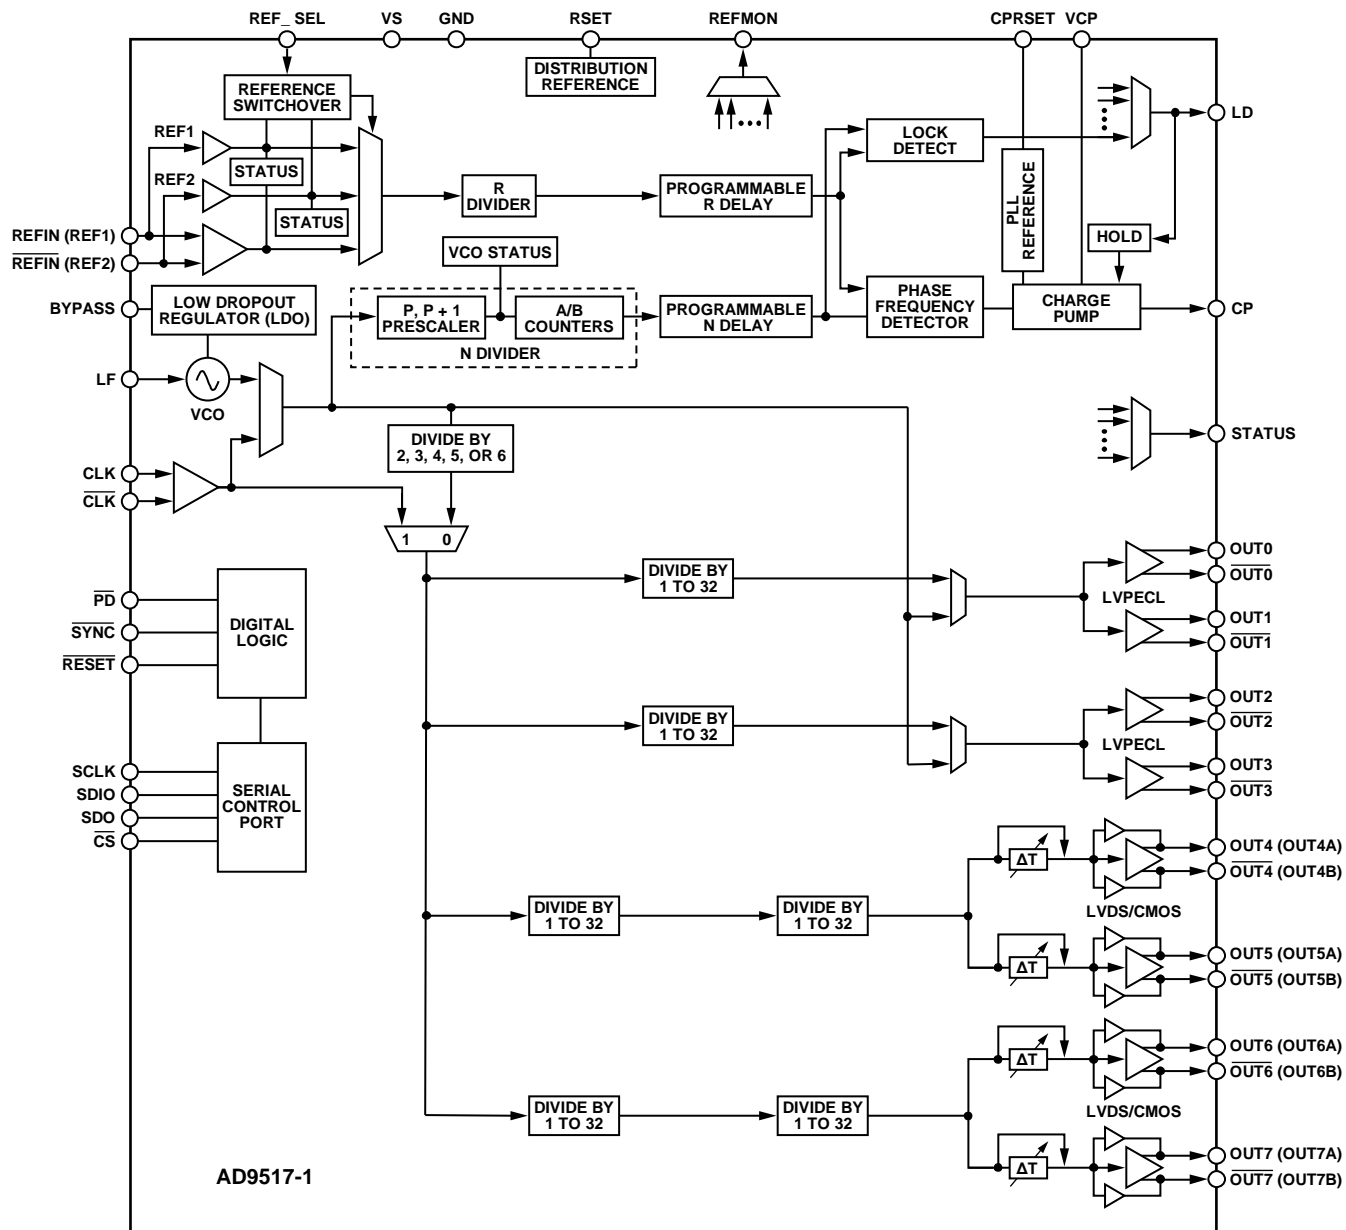 REF_ SEL
VS
GND
RSET
REFMON
CPRSET
VCP
DISTRIBUTION
REFERENCE
REFERENCE
SWITCHOVER
REF1
STATUS
REF2
STATUS
R
DIVIDER
PROGRAMMABLE
R DELAY
LOCK
DETECT
LD
PLL
REFERENCE
HOLD
REFIN (REF1)
REFIN (REF2)
VCO STATUS
BYPASS
LOW DROPOUT
REGULATOR (LDO)
P, P + 1
PRESCALER
A/B
COUNTERS
N DIVIDER
PROGRAMMABLE
N DELAY
PHASE
FREQUENCY
DETECTOR
CHARGE
PUMP
CP
LF
VCO
DIVIDE BY
2, 3, 4, 5, OR 6
STATUS
CLK
CLK
1
0
DIVIDE BY
1 TO 32
LVPECL
OUT0
OUT0
OUT1
OUT1
PD
SYNC
RESET
DIGITAL
LOGIC
DIVIDE BY
1 TO 32
LVPECL
OUT2
OUT2
OUT3
OUT3
SCLK
SDIO
SDO
CS
SERIAL
CONTROL
PORT
DIVIDE BY
1 TO 32
DIVIDE BY
1 TO 32
ΔT
ΔT
LVDS/CMOS
OUT4 (OUT4A)
OUT4 (OUT4B)
OUT5 (OUT5A)
OUT5 (OUT5B)
DIVIDE BY
1 TO 32
DIVIDE BY
1 TO 32
ΔT
ΔT
LVDS/CMOS
OUT6 (OUT6A)
OUT6 (OUT6B)
OUT7 (OUT7A)
OUT7 (OUT7B)
AD9517-1